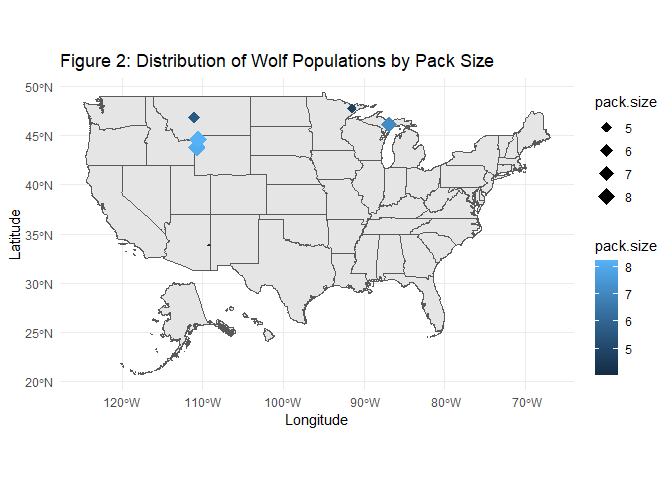 Figure 2: Distribution of Wolf Populations by Pack Size
50°N
45°N
40°N
35°N
30°N
25°N
20°N
Latitude
120°W 110°W 100°W 90°W 80°W 70°W
Longitude
pack.size
5
6
7
8
pack.size
8
7
6
5